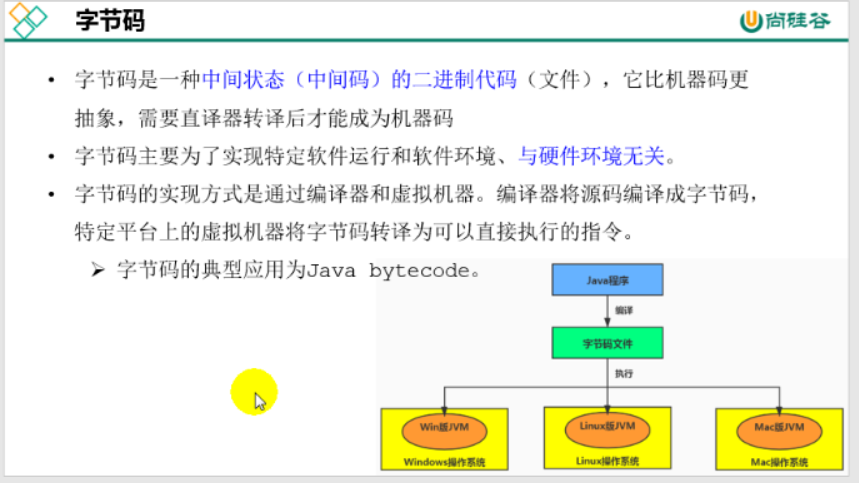 字节码
尚硅谷
• 字节码是一种中间状态（中间码）的二进制代码（文件），它比机器码更
抽象，需要直译器转译后才能成为机器码
• 字节码主要为了实现特定软件运行和软件环境、与硬件环境无关。
• 字节码的实现方式是通过编译器和虚拟机器。编译器将源码编译成字节码，
特定平台上的虚拟机器将字节码转译为可以直接执行的指令。
➢ 字节码的典型应用为Java bytecode。
Java程序
编译
字节码文件
执行
Win版JVM
Linux版JVM
Mac版JVM
Windows操作系统
Linux操作系统
Mac操作系统